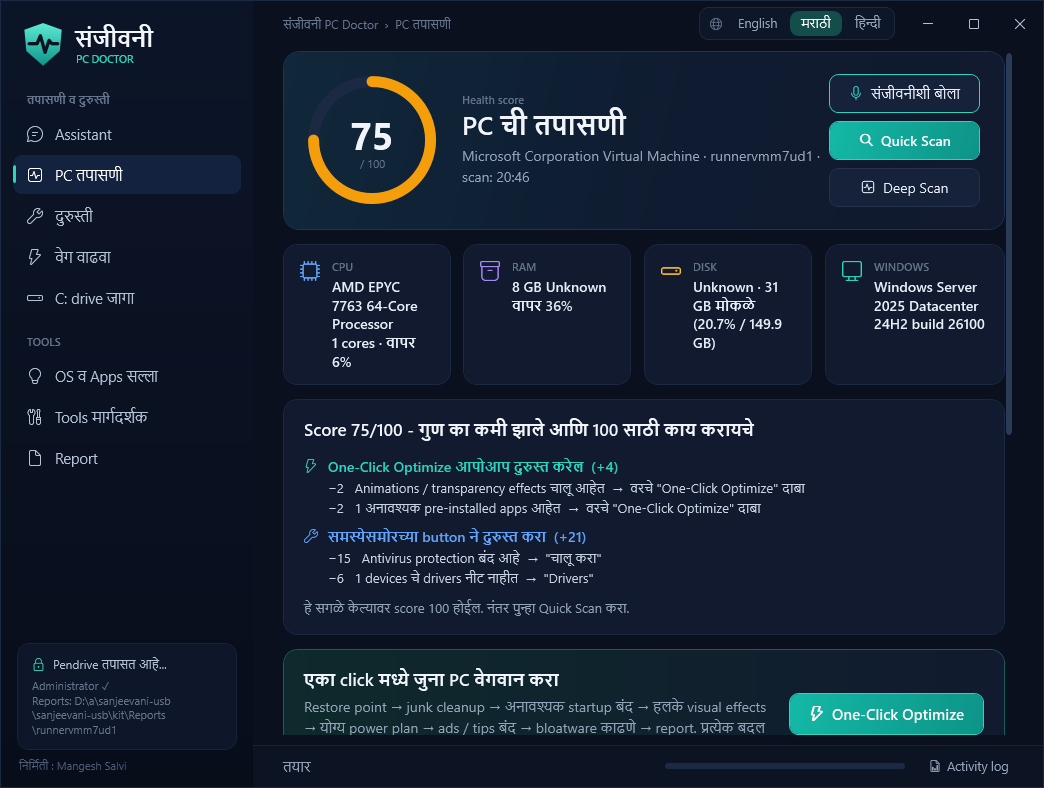 संजीवनी
PC DOCTOR
तपासणी व दुरुस्ती
Assistant
PC तपासणी
दुरुस्ती
वेग वाढवा
C: drive जागा
TOOLS
OS व Apps सल्ला
Tools मार्गदर्शक
Report
Pendrive तपासत आहे...
Administrator ✓
Reports: D:\a\sanjeevani-usb
\sanjeevani-usb\kit\Reports
\runnervmm7ud1
निर्मिती : Mangesh Salvi
संजीवनी PC Doctor › PC तपासणी
English मराठी हिन्दी
75
/ 100
Health score
PC ची तपासणी
Microsoft Corporation Virtual Machine · runnervmm7ud1 ·
scan: 20:46
संजीवनीशी बोला
Quick Scan
Deep Scan
CPU
AMD EPYC
7763 64-Core
Processor
1 cores · वापर
6%
RAM
8 GB Unknown
वापर 36%
DISK
Unknown · 31
GB मोकळे
(20.7% / 149.9
GB)
WINDOWS
Windows Server
2025 Datacenter
24H2 build 26100
Score 75/100 - गुण का कमी झाले आणि 100 साठी काय करायचे
One-Click Optimize आपोआप दुरुस्त करेल (+4)
−2 Animations / transparency effects चालू आहेत → वरचे "One-Click Optimize" दाबा
−2 1 अनावश्यक pre-installed apps आहेत → वरचे "One-Click Optimize" दाबा
समस्येसमोरच्या button ने दुरुस्त करा (+21)
−15 Antivirus protection बंद आहे → "चालू करा"
−6 1 devices चे drivers नीट नाहीत → "Drivers"
हे सगळे केल्यावर score 100 होईल. नंतर पुन्हा Quick Scan करा.
एका click मध्ये जुना PC वेगवान करा
Restore point → junk cleanup → अनावश्यक startup बंद → हलके visual effects
→ योग्य power plan → ads / tips बंद → bloatware काढणे → report. प्रत्येक बदल
One-Click Optimize
तयार
Activity log